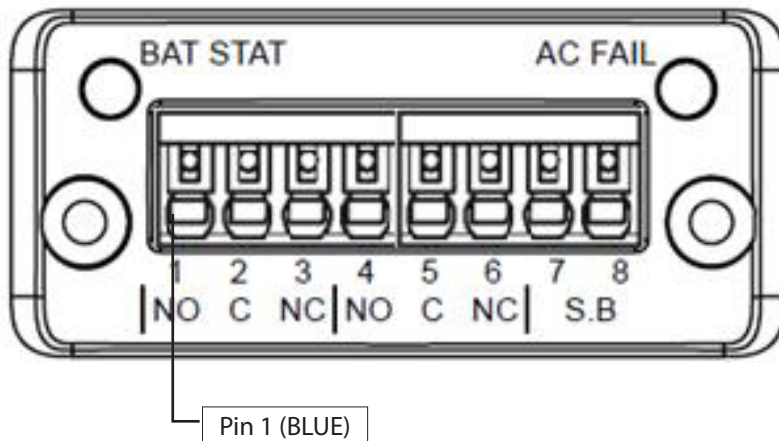 BAT STAT AC FAIL
1 2 3 4 5 6 7 8
NO C NC NO C NC S.B
Pin 1 (BLUE)